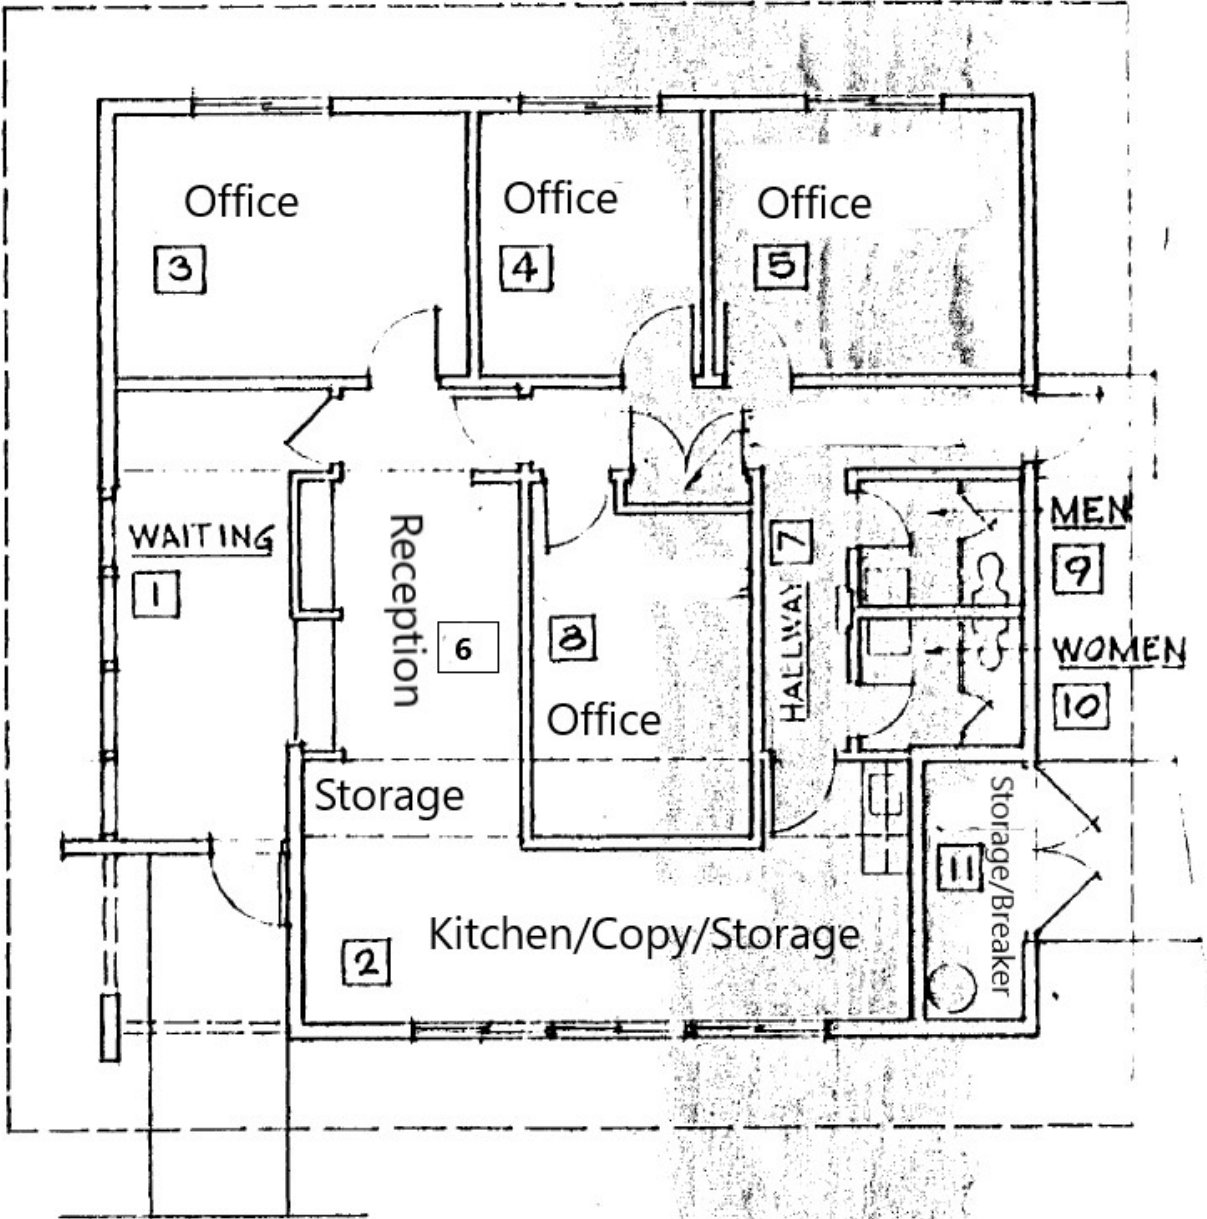 Office
3
Office
4
Office
5
WAITING
1
Reception
6
8
Office
HALLWAY 7
MEN
9
WOMEN
10
Storage
Storage/Breaker
11
Kitchen/Copy/Storage
2